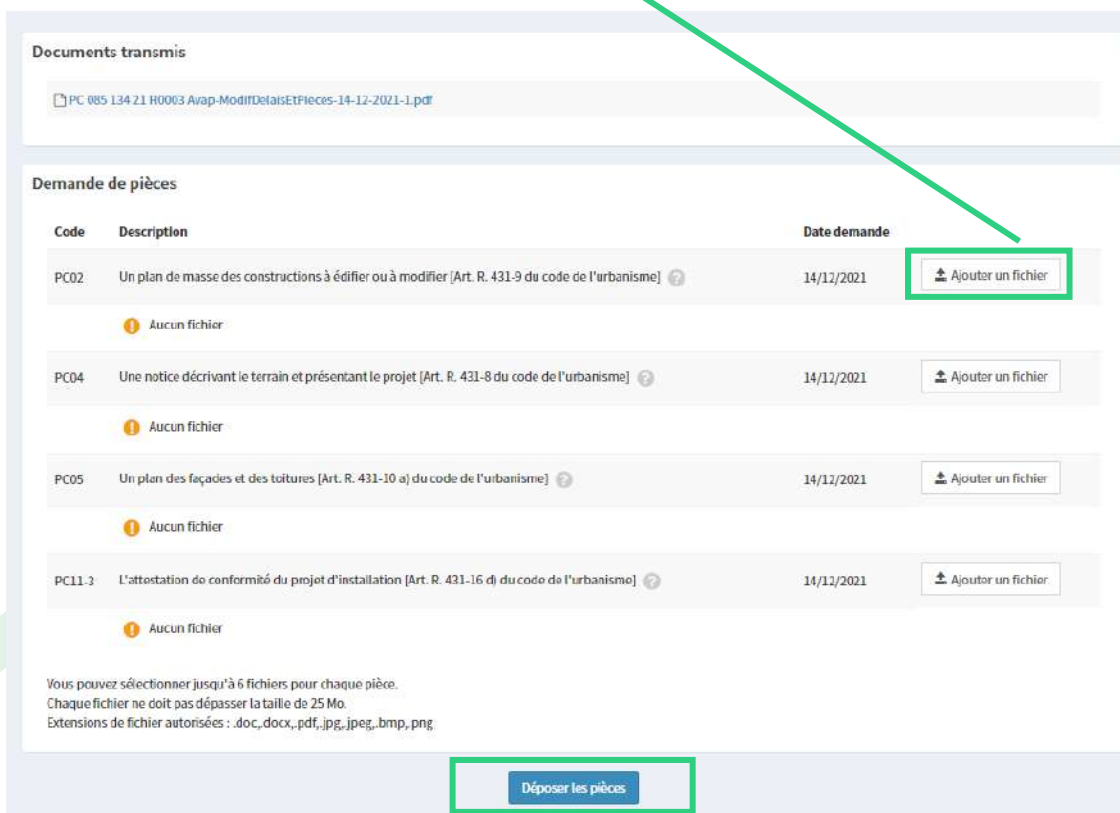 Documents transmis
PC 085 134 21 H0003 Avap-ModifDelaisEtPieces-14-12-2021-1.pdf
Demande de pièces
Code Description Date demande
PC02 Un plan de masse des constructions à édifier ou à modifier [Art. R. 431-9 du code de l'urbanisme] ? 14/12/2021 Ajouter un fichier
! Aucun fichier
PC04 Une notice décrivant le terrain et présentant le projet [Art. R. 431-8 du code de l'urbanisme] ? 14/12/2021 Ajouter un fichier
! Aucun fichier
PC05 Un plan des façades et des toitures [Art. R. 431-10 a) du code de l'urbanisme] ? 14/12/2021 Ajouter un fichier
! Aucun fichier
PC11-3 L'attestation de conformité du projet d'installation [Art. R. 431-16 d) du code de l'urbanisme] ? 14/12/2021 Ajouter un fichier
! Aucun fichier
Vous pouvez sélectionner jusqu'à 6 fichiers pour chaque pièce.
Chaque fichier ne doit pas dépasser la taille de 25 Mo.
Extensions de fichier autorisées : .doc,.docx,.pdf,.jpg,.jpeg,.bmp,.png
Déposer les pièces